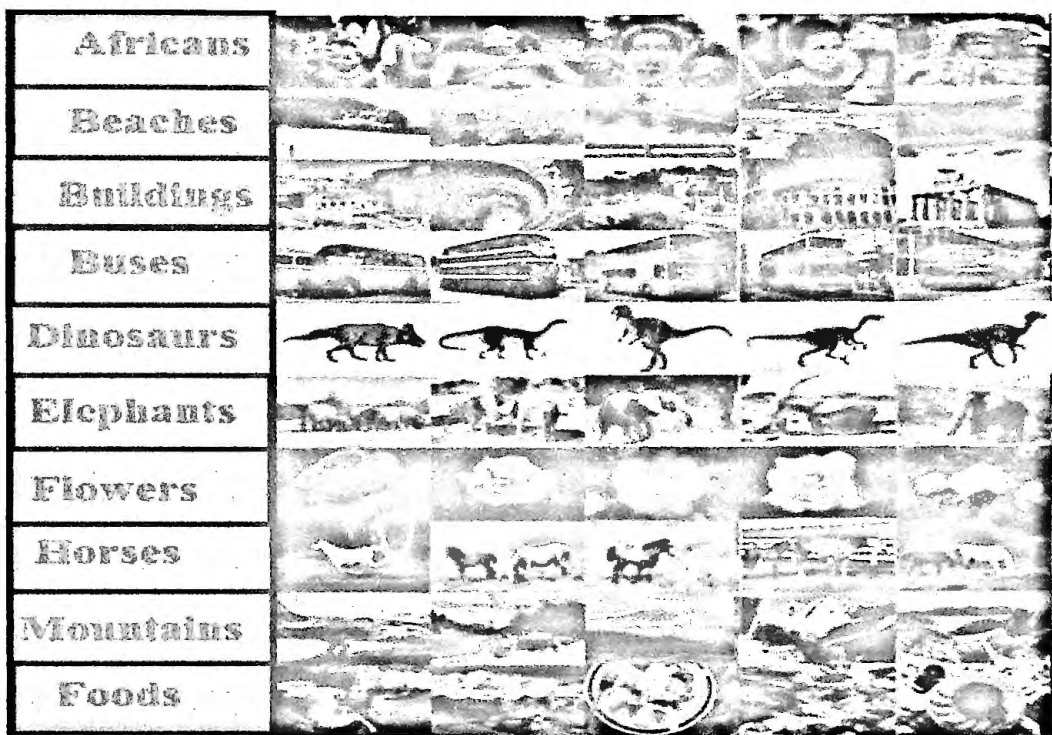 Africans
Beaches
Buildings
Buses
Dinosaurs
Elephants
Flowers
Horses
Mountains
Foods